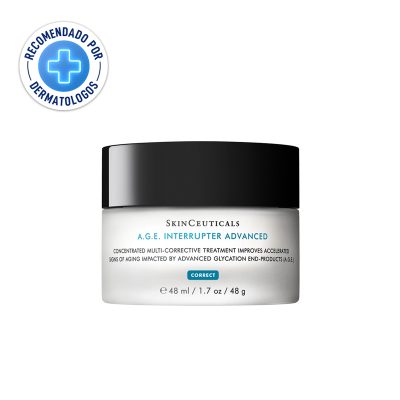 RECOMENDADO POR
DERMATOLOGOS
SKINCEUTICALS
A.G.E. INTERRUPTER ADVANCED
CONCENTRATED MULTI-CORRECTIVE TREATMENT IMPROVES ACCELERATED
SIGNS OF AGING IMPACTED BY ADVANCED GLYCATION END-PRODUCTS (A.G.E)
CORRECT
℮ 48 ml / 1.7 oz / 48 g